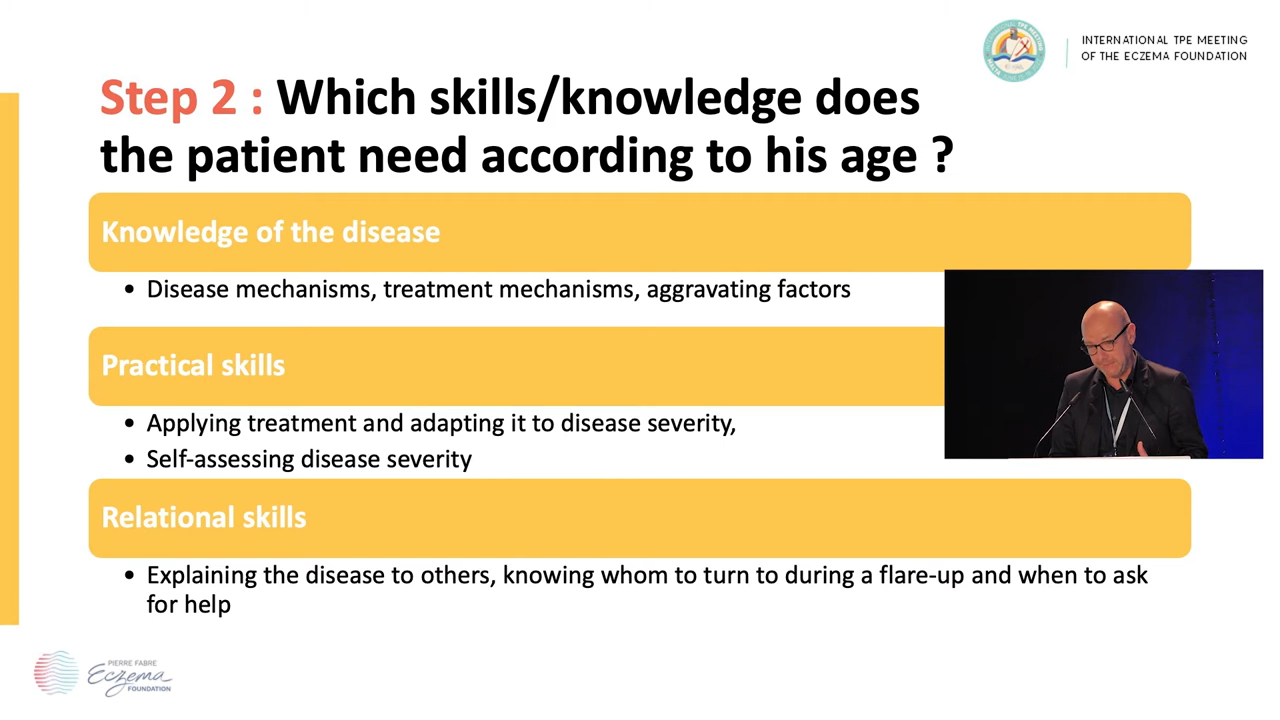 INTERNATIONAL TPE MEETING
OF THE ECZEMA FOUNDATION
Step 2 : Which skills/knowledge does
the patient need according to his age ?
Knowledge of the disease
• Disease mechanisms, treatment mechanisms, aggravating factors
Practical skills
• Applying treatment and adapting it to disease severity,
• Self-assessing disease severity
Relational skills
• Explaining the disease to others, knowing whom to turn to during a flare-up and when to ask
for help
PIERRE FABRE
Eczema
FOUNDATION